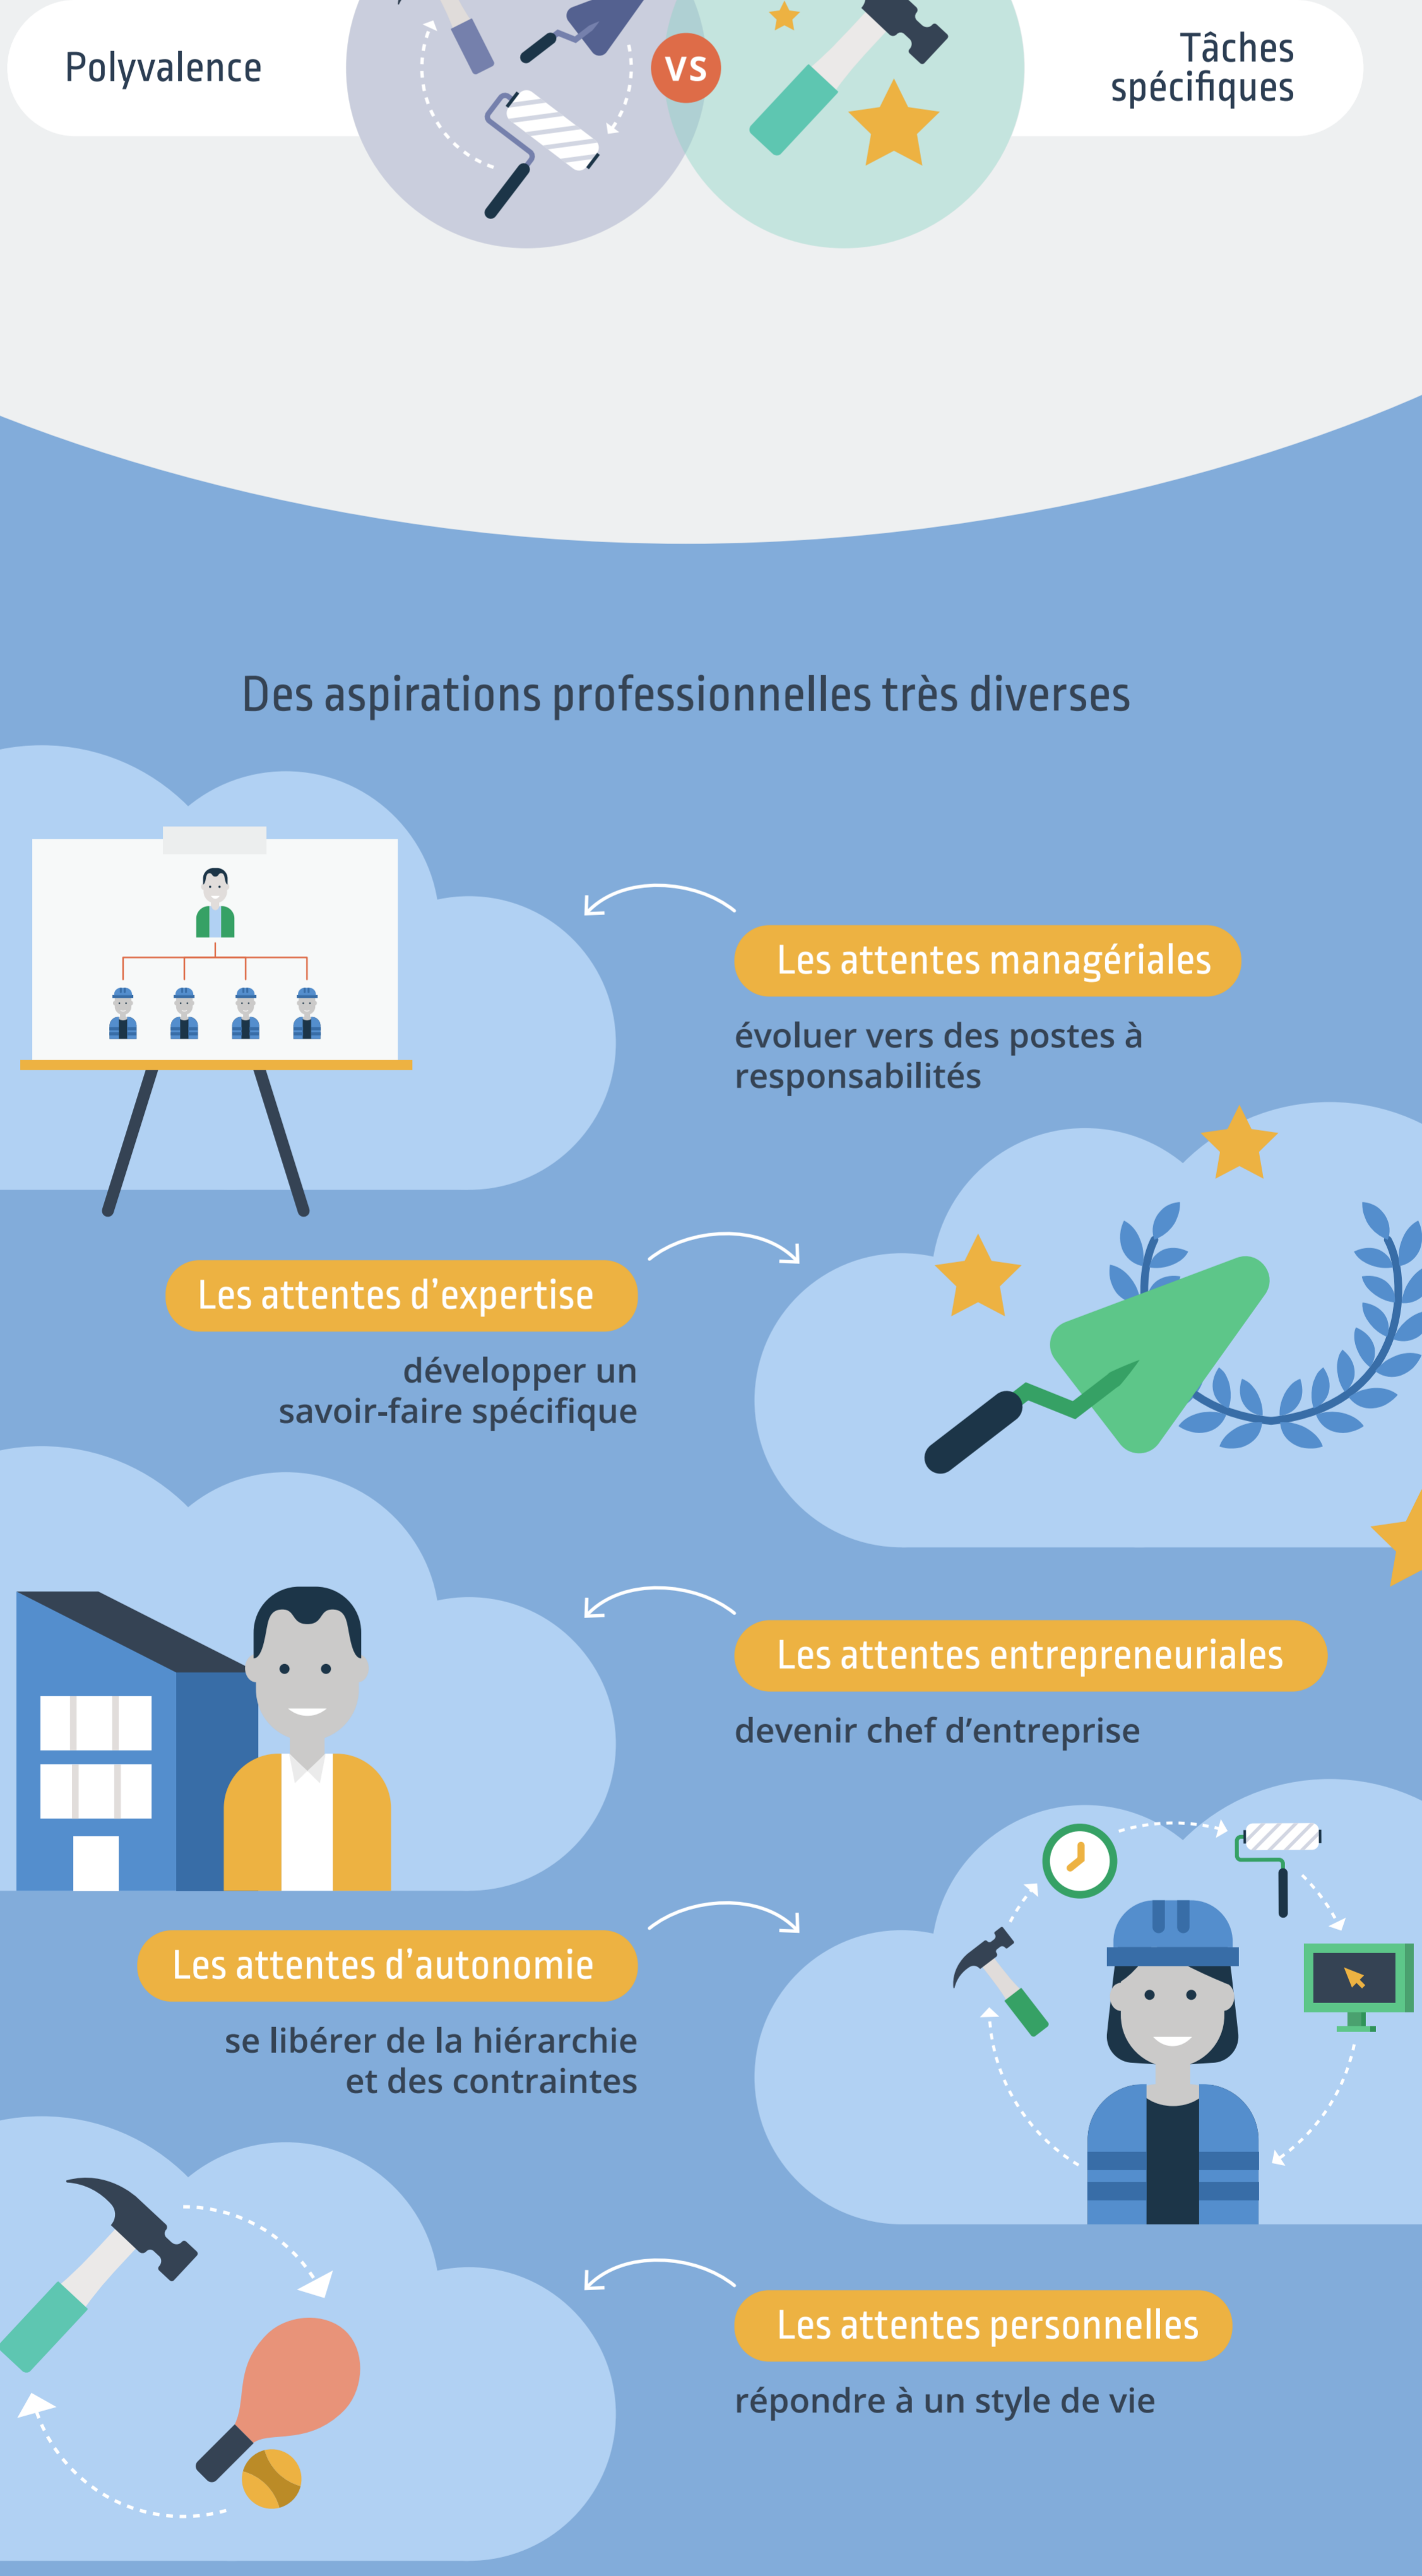 Polyvalence
VS
Tâches
spécifiques
Des aspirations professionnelles très diverses
Les attentes managériales
évoluer vers des postes à
responsabilités
Les attentes d’expertise
développer un
savoir-faire spécifique
Les attentes entrepreneuriales
devenir chef d’entreprise
Les attentes d’autonomie
se libérer de la hiérarchie
et des contraintes
Les attentes personnelles
répondre à un style de vie